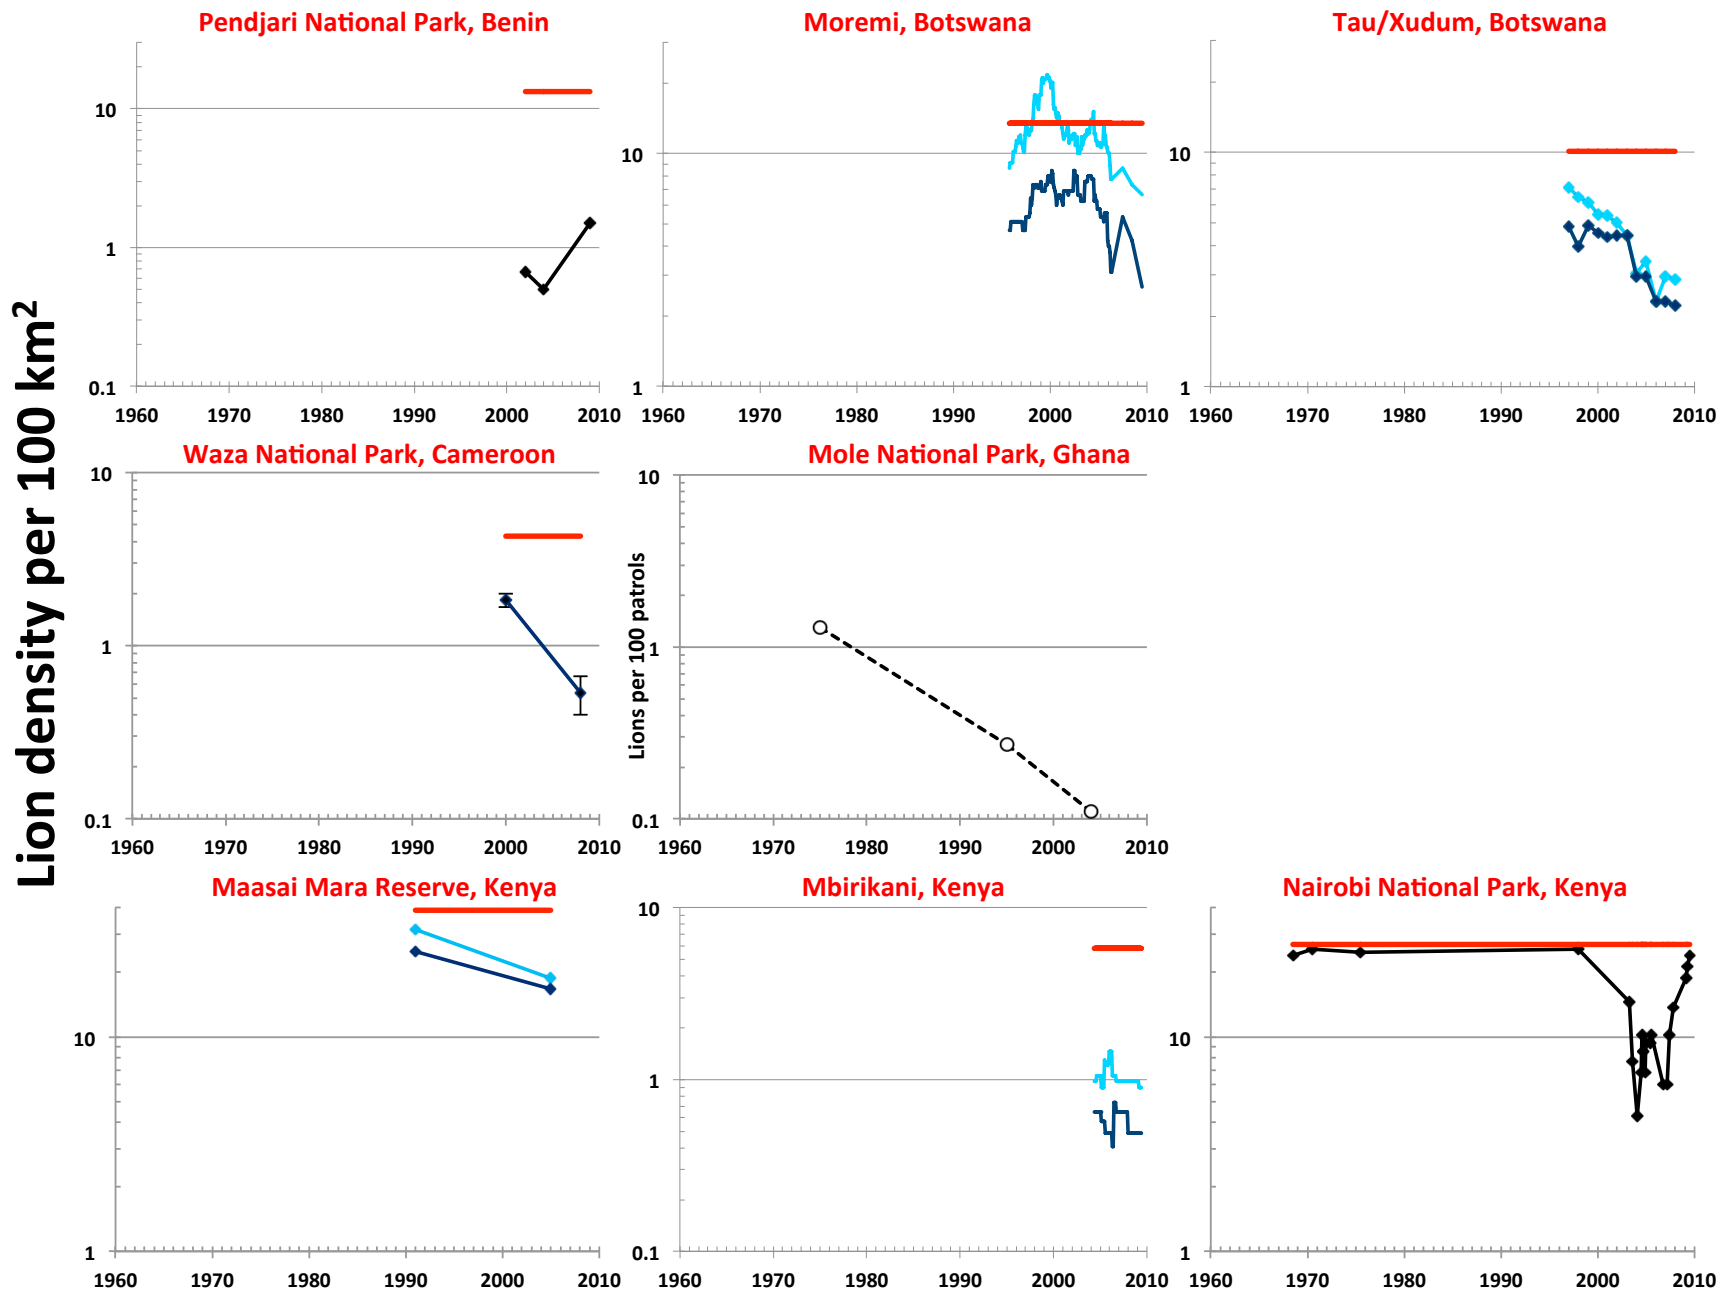 Lion density per 100 km2
Pendjari National Park, Benin
10
1
0.1
1960 1970 1980 1990 2000 2010
Moremi, Botswana
10
1
1960 1970 1980 1990 2000 2010
Tau/Xudum, Botswana
10
1
1960 1970 1980 1990 2000 2010
Waza National Park, Cameroon
10
1
0.1
1960 1970 1980 1990 2000 2010
Mole National Park, Ghana
Lions per 100 patrols
10
1
0.1
1960 1970 1980 1990 2000 2010
Maasai Mara Reserve, Kenya
10
1
1960 1970 1980 1990 2000 2010
Mbirikani, Kenya
10
1
0.1
1960 1970 1980 1990 2000 2010
Nairobi National Park, Kenya
10
1
1960 1970 1980 1990 2000 2010